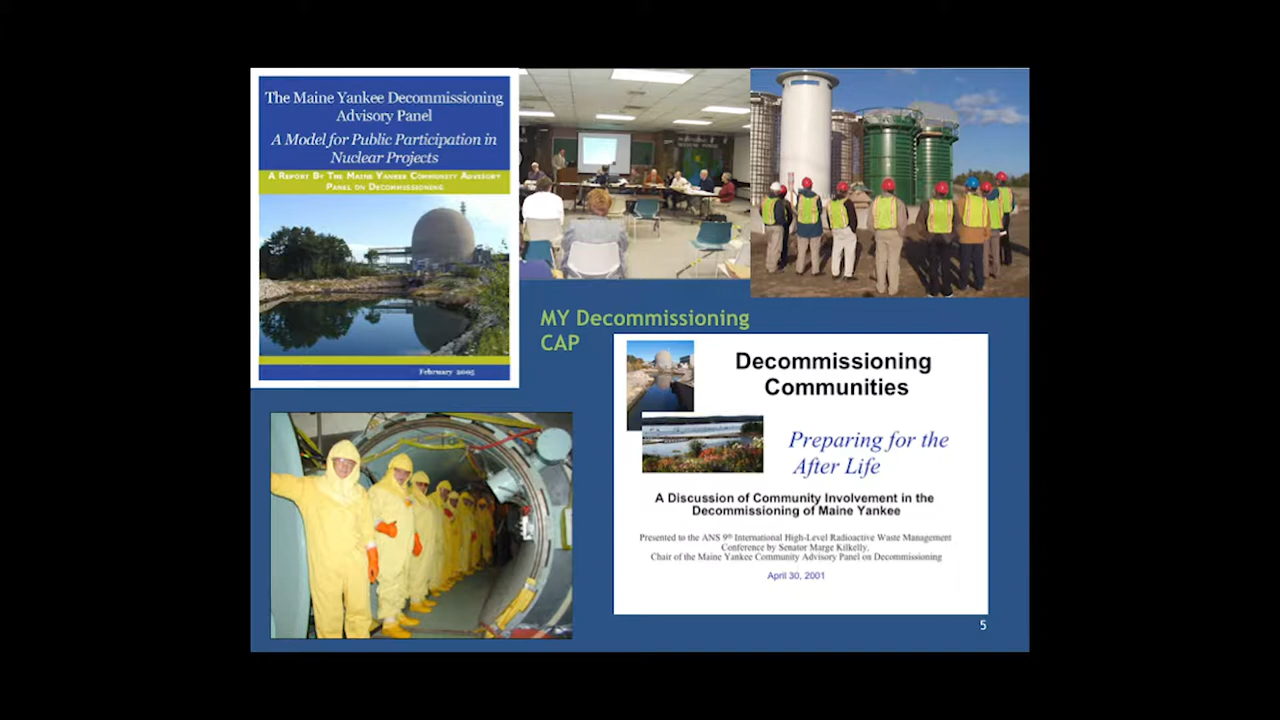 The Maine Yankee Decommissioning
Advisory Panel
A Model for Public Participation in
Nuclear Projects
A Report By The Maine Yankee Community Advisory
Panel on Decommissioning
February 2005
MY Decommissioning
CAP
Decommissioning
Communities
Preparing for the
After Life
A Discussion of Community Involvement in the
Decommissioning of Maine Yankee
Presented to the ANS 9th International High-Level Radioactive Waste Management
Conference by Senator Marge Kilkelly,
Chair of the Maine Yankee Community Advisory Panel on Decommissioning
April 30, 2001
5